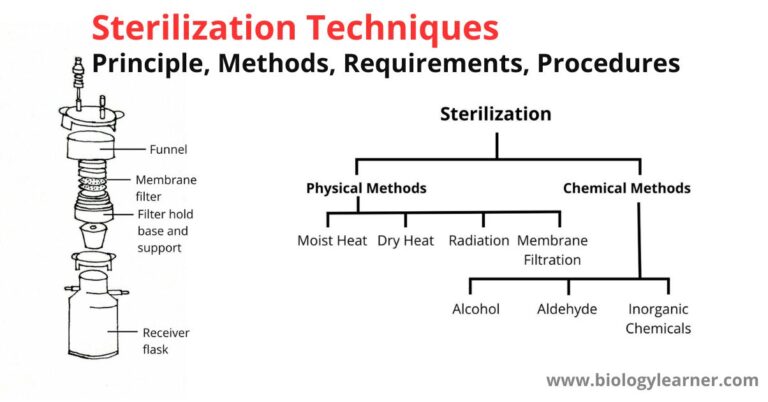 Sterilization Techniques
Principle, Methods, Requirements, Procedures
Funnel
Membrane
filter
Filter hold
base and
support
Receiver
flask
Sterilization
Physical Methods
Chemical Methods
Moist Heat
Dry Heat
Radiation
Membrane
Filtration
Alcohol
Aldehyde
Inorganic
Chemicals
www.biologylearner.com